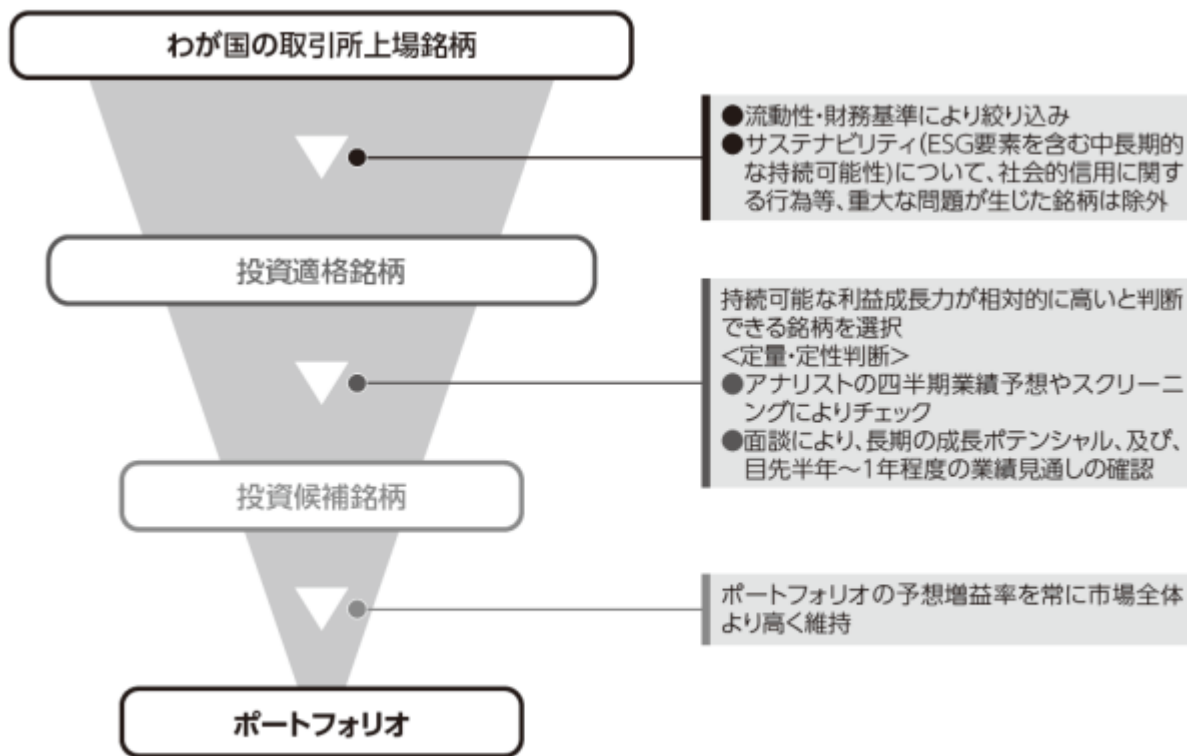 わが国の取引所上場銘柄
●流動性・財務基準により絞り込み
●サステナビリティ(ESG要素を含む中長期的
な持続可能性)について、社会的信用に関す
る行為等、重大な問題が生じた銘柄は除外
投資適格銘柄
持続可能な利益成長力が相対的に高いと判断
できる銘柄を選択
<定量・定性判断>
●アナリストの四半期業績予想やスクリーニ
ングによりチェック
●面談により、長期の成長ポテンシャル、及び、
目先半年～1年程度の業績見通しの確認
投資候補銘柄
ポートフォリオの予想増益率を常に市場全体
より高く維持
ポートフォリオ